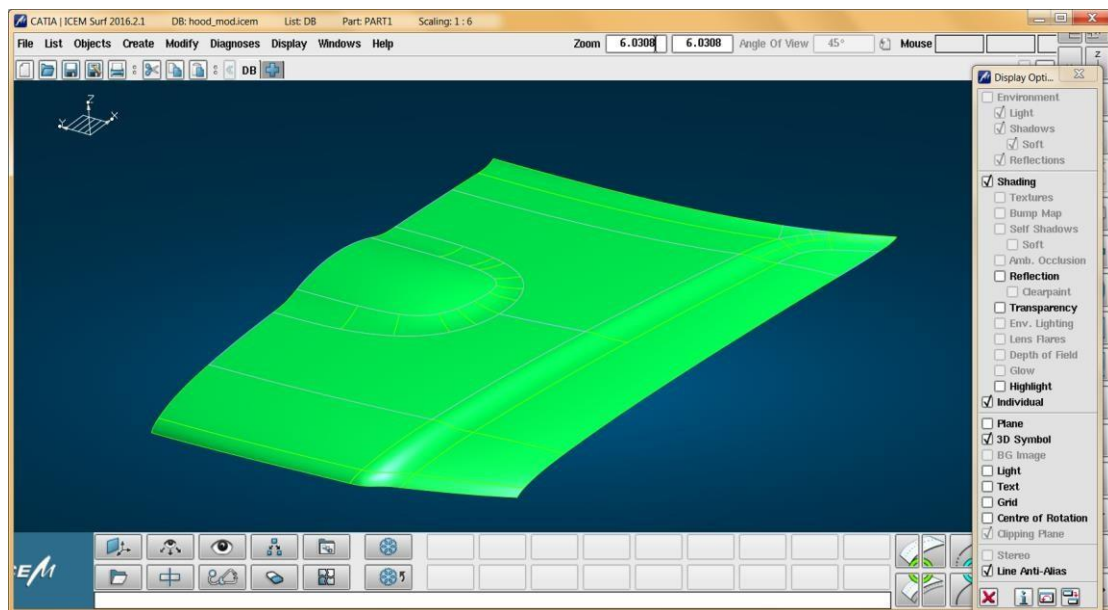 CATIA | ICEM Surf 2016.2.1 DB: hood_mod.icem List: DB Part: PART1 Scaling: 1 : 6
File List Objects Create Modify Diagnoses Display Windows Help Zoom 6.0308 6.0308 Angle Of View 45° Mouse
DB
Z
Display Opti...
Z
X
Y
Environment
Light
Shadows
Soft
Reflections
Shading
Textures
Bump Map
Self Shadows
Soft
Amb. Occlusion
Reflection
Clearpaint
Transparency
Env. Lighting
Lens Flares
Depth of Field
Glow
Highlight
Individual
Plane
3D Symbol
BG Image
Light
Text
Grid
Centre of Rotation
Clipping Plane
Stereo
Line Anti-Alias